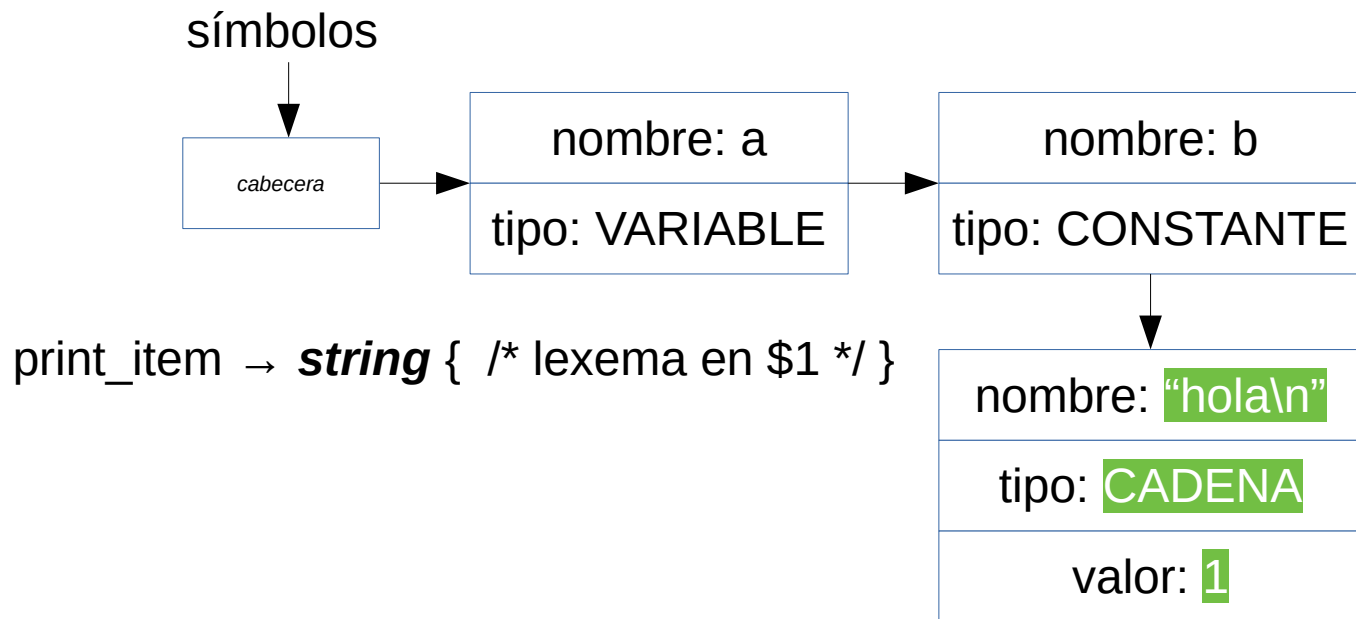 símbolos
cabecera
nombre: a
tipo: VARIABLE
nombre: b
tipo: CONSTANTE
print_item → string { /* lexema en $1 */ }
nombre: “hola\n”
tipo: CADENA
valor: 1